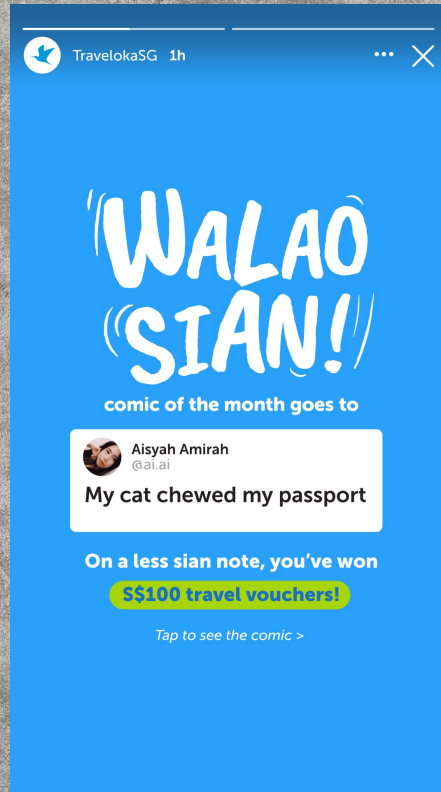 TravelokaSG 1h
WALAO
SIAN!
comic of the month goes to
Aisyah Amirah
@ai.ai
My cat chewed my passport
On a less sian note, you've won
S$100 travel vouchers!
Tap to see the comic >